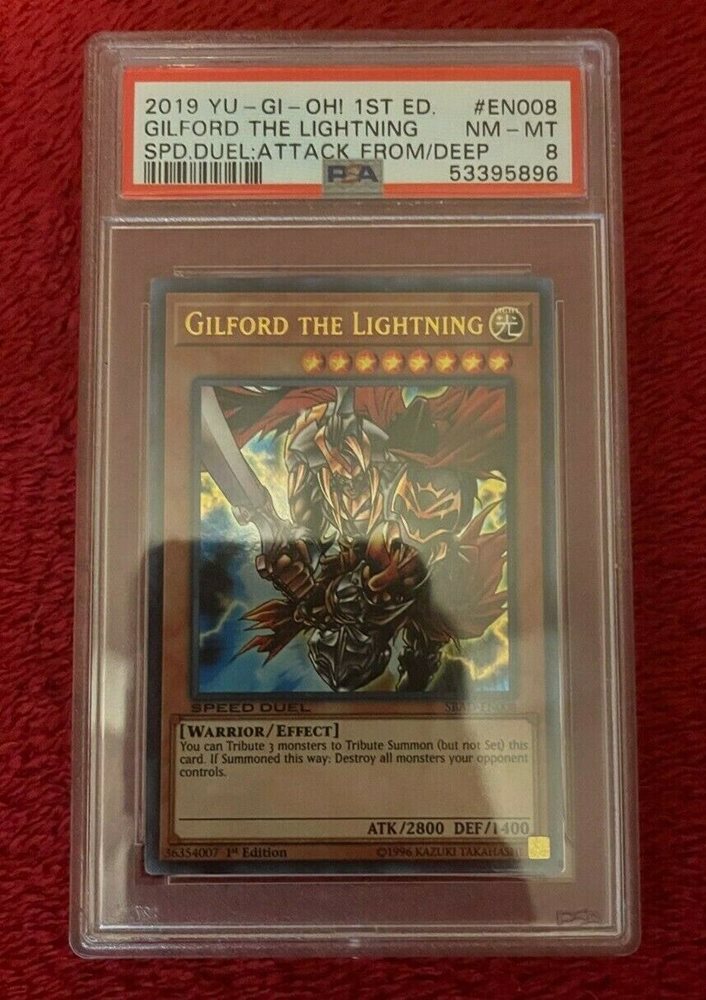 2019 YU-GI-OH! 1ST ED. #EN008
GILFORD THE LIGHTNING NM-MT
SPD.DUEL:ATTACK FROM/DEEP 8
PSA 53395896
GILFORD THE LIGHTNING 光
SPEED DUEL
[WARRIOR/EFFECT]
You can Tribute 3 monsters to Tribute Summon (but not Set) this
card. If Summoned this way: Destroy all monsters your opponent
controls.
ATK/2800 DEF/1400
36354007 1st Edition ©1996 KAZUKI TAKAHASHI
PSA